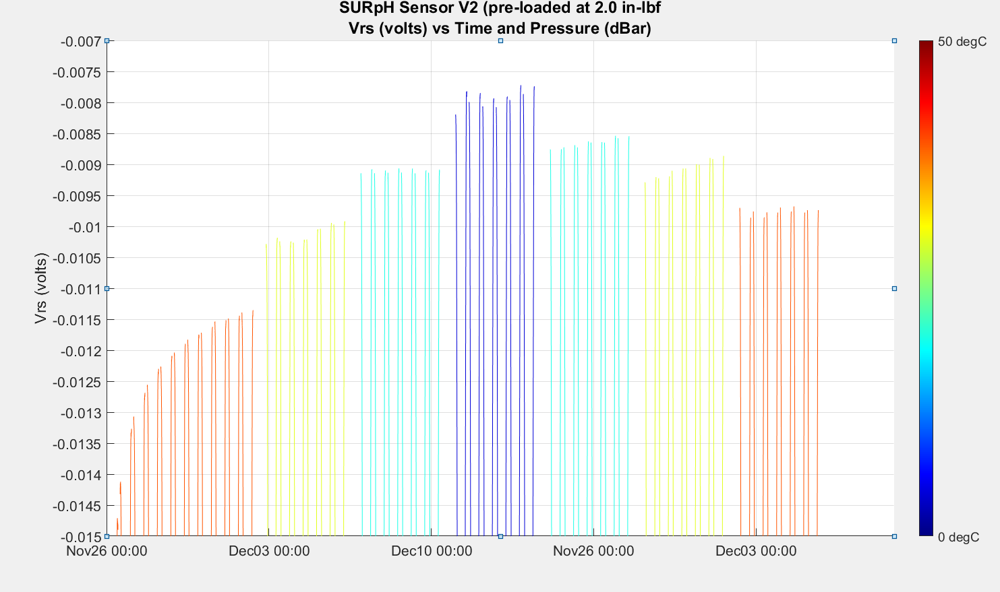 SURpH Sensor V2 (pre-loaded at 2.0 in-lbf
Vrs (volts) vs Time and Pressure (dBar)
-0.007
-0.0075
-0.008
-0.0085
-0.009
-0.0095
-0.01
-0.0105
-0.011
-0.0115
-0.012
-0.0125
-0.013
-0.0135
-0.014
-0.0145
-0.015
Vrs (volts)
Nov26 00:00
Dec03 00:00
Dec10 00:00
Nov26 00:00
Dec03 00:00
50 degC
0 degC